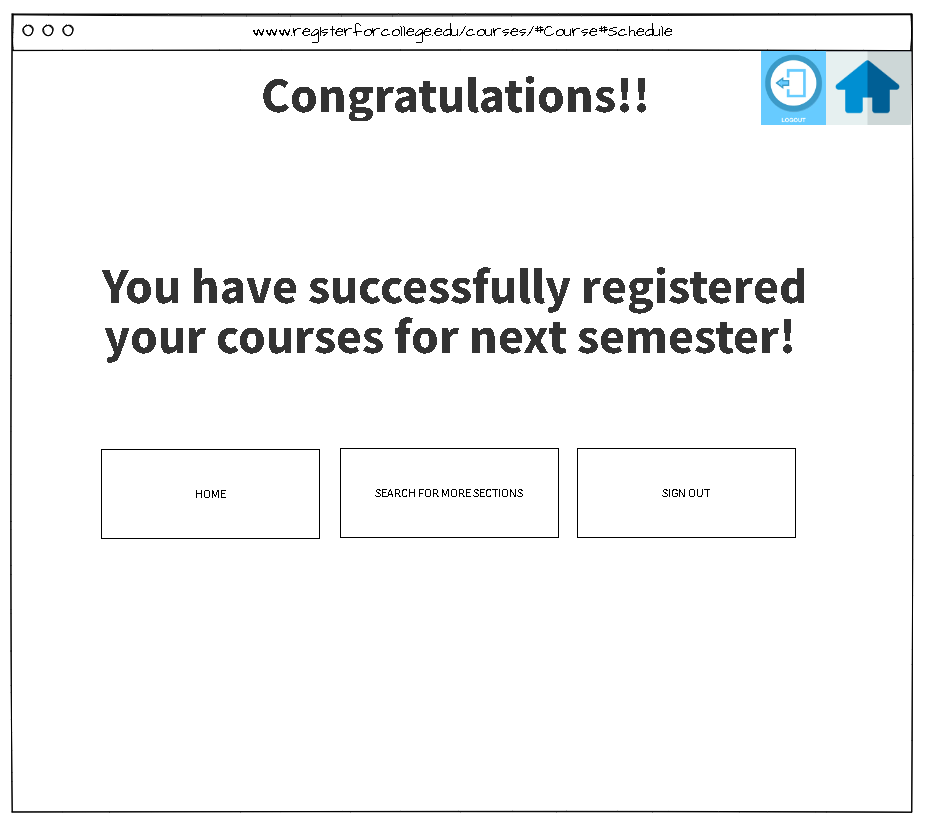 www.registerforcollege.edu/courses/#Course#Schedule
Congratulations!!
LOGOUT
You have successfully registered
your courses for next semester!
HOME
SEARCH FOR MORE SECTIONS
SIGN OUT